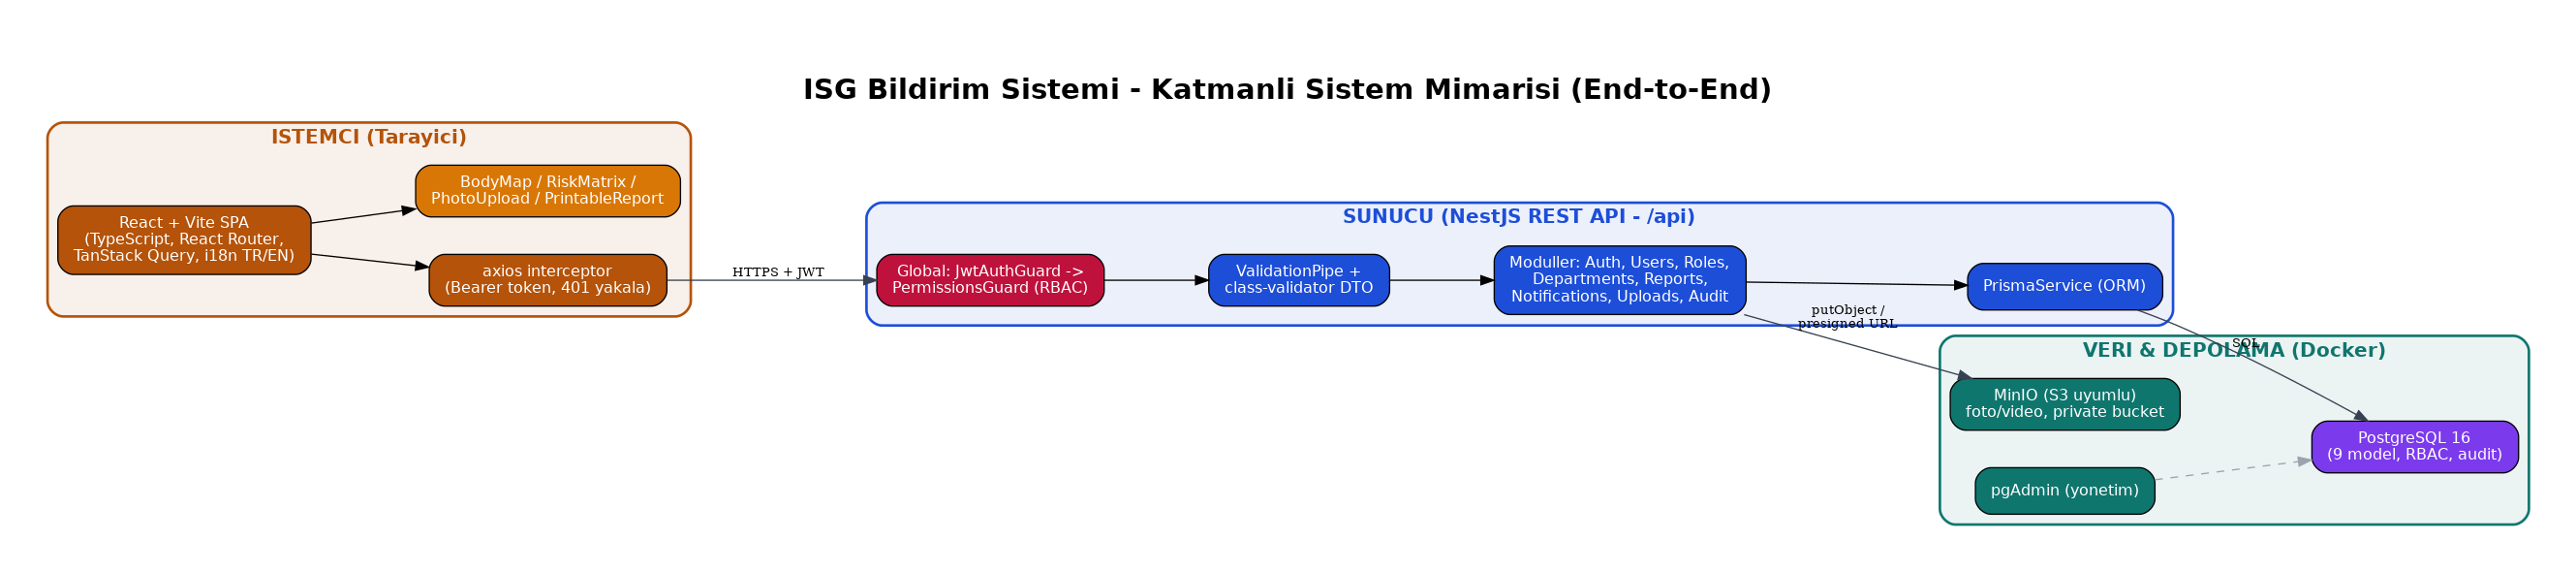 ISG Bildirim Sistemi - Katmanli Sistem Mimarisi (End-to-End)
ISTEMCI (Tarayici)
React + Vite SPA
(TypeScript, React Router,
TanStack Query, i18n TR/EN)
BodyMap / RiskMatrix /
PhotoUpload / PrintableReport
axios interceptor
(Bearer token, 401 yakala)
HTTPS + JWT
SUNUCU (NestJS REST API - /api)
Global: JwtAuthGuard ->
PermissionsGuard (RBAC)
ValidationPipe +
class-validator DTO
Moduller: Auth, Users, Roles,
Departments, Reports,
Notifications, Uploads, Audit
PrismaService (ORM)
putObject /
presigned URL
SQL
VERI & DEPOLAMA (Docker)
MinIO (S3 uyumlu)
foto/video, private bucket
PostgreSQL 16
(9 model, RBAC, audit)
pgAdmin (yonetim)